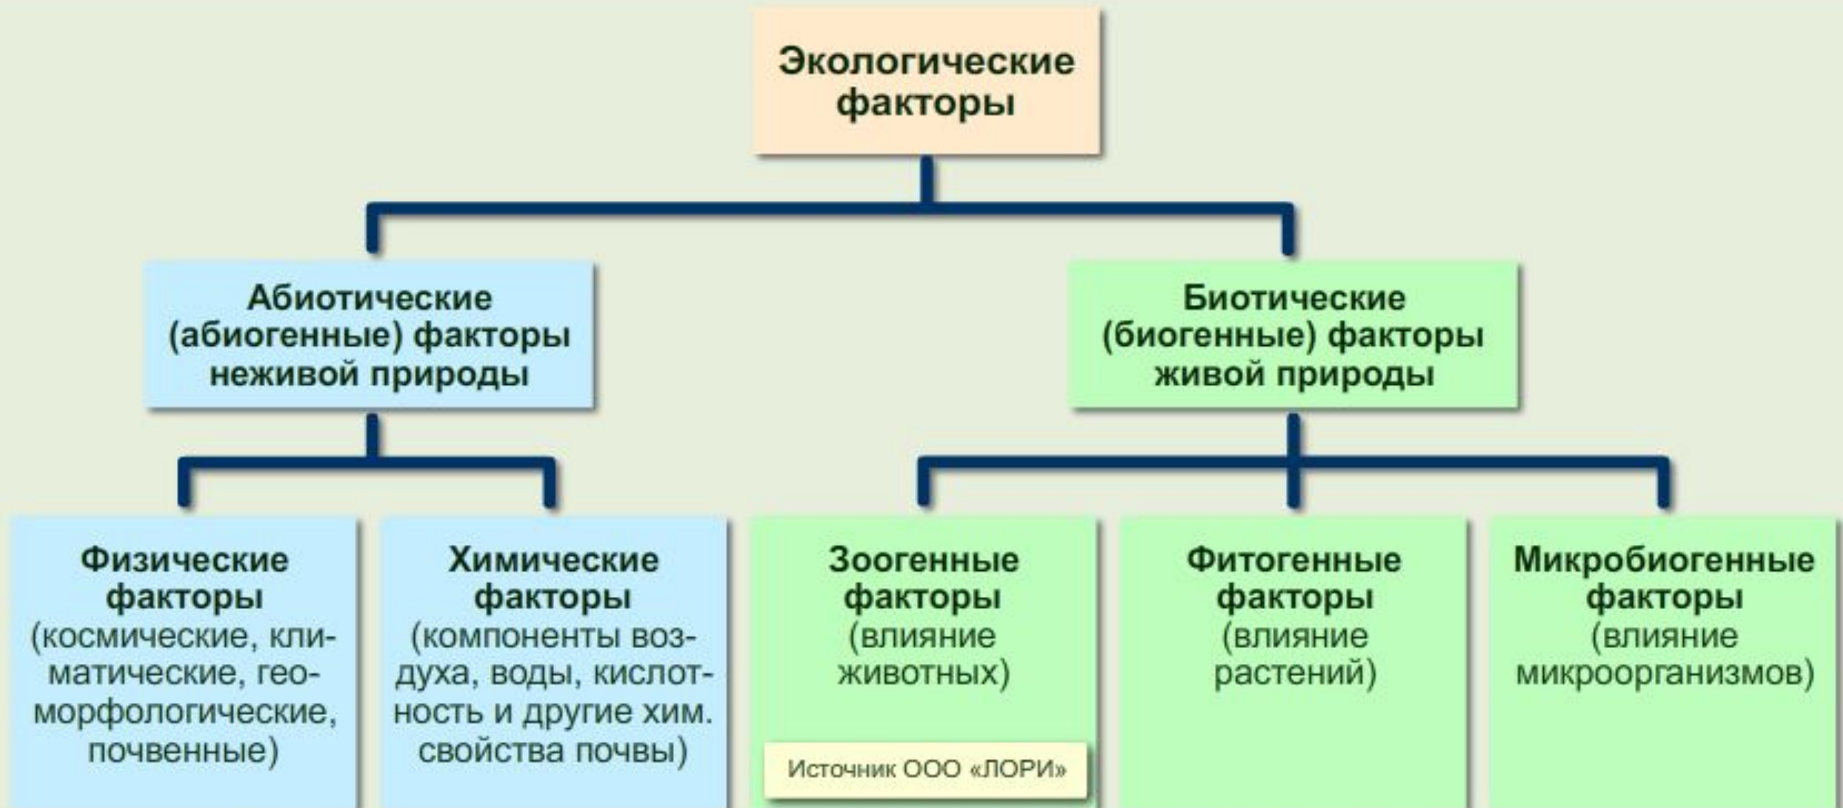 Экологические
факторы
Абиотические
(абиогенные) факторы
неживой природы
Биотические
(биогенные) факторы
живой природы
Физические
факторы
(космические, кли-
матические, гео-
морфологические,
почвенные)
Химические
факторы
(компоненты воз-
духа, воды, кислот-
ность и другие хим.
свойства почвы)
Зоогенные
факторы
(влияние
животных)
Источник ООО «ЛОРИ»
Фитогенные
факторы
(влияние
растений)
Микробиогенные
факторы
(влияние
микроорганизмов)